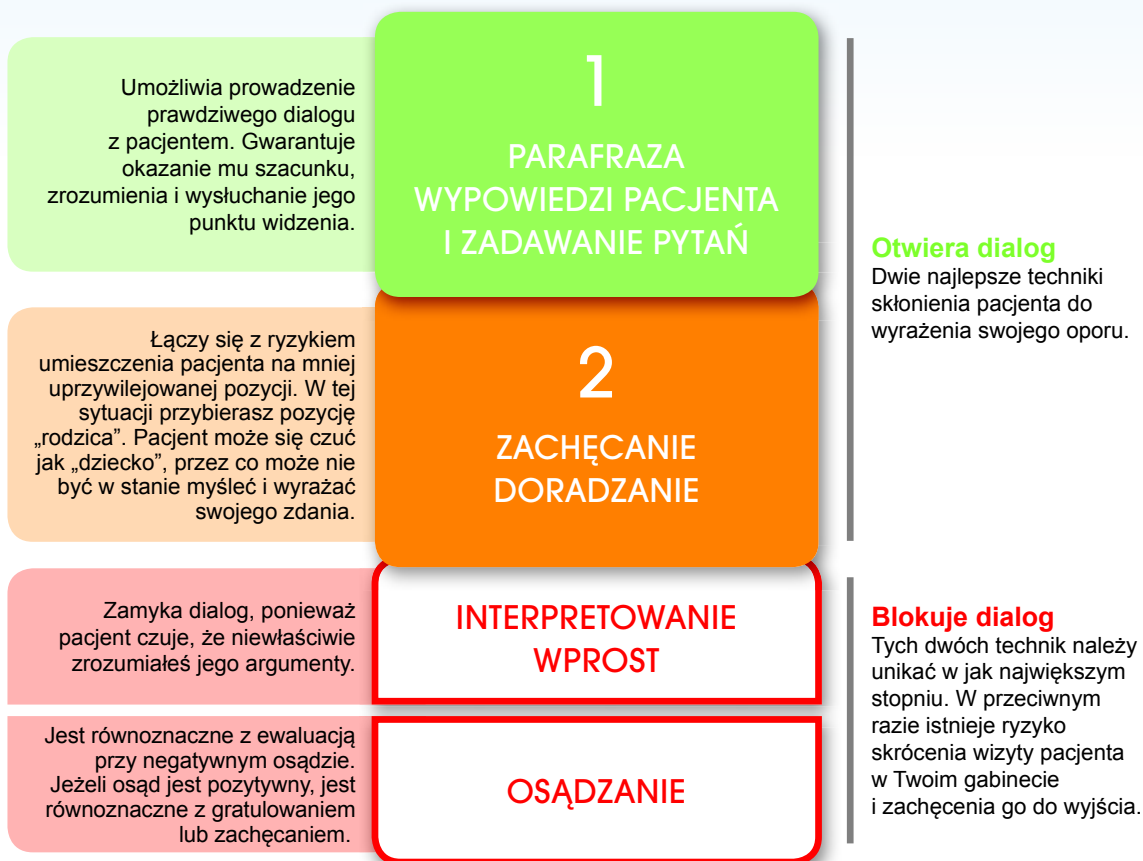 Umożliwia prowadzenie
prawdziwego dialogu
z pacjentem. Gwarantuje
okazanie mu szacunku,
zrozumienia i wysłuchanie jego
punktu widzenia.
1
PARAFRAZA
WYPOWIEDZI PACJENTA
I ZADAWANIE PYTAŃ
Otwiera dialog
Dwie najlepsze techniki
skłonienia pacjenta do
wyrażenia swojego oporu.
Łączy się z ryzykiem
umieszczenia pacjenta na mniej
uprzywilejowanej pozycji. W tej
sytuacji przybierasz pozycję
„rodzica”. Pacjent może się czuć
jak „dziecko”, przez co może nie
być w stanie myśleć i wyrażać
swojego zdania.
2
ZACHĘCANIE
DORADZANIE
Zamyka dialog, ponieważ
pacjent czuje, że niewłaściwie
zrozumiałeś jego argumenty.
INTERPRETOWANIE
WPROST
Blokuje dialog
Tych dwóch technik należy
unikać w jak największym
stopniu. W przeciwnym
razie istnieje ryzyko
skrócenia wizyty pacjenta
w Twoim gabinecie
i zachęcenia go do wyjścia.
Jest równoznaczne z ewaluacją
przy negatywnym osądzie.
Jeżeli osąd jest pozytywny, jest
równoznaczne z gratulowaniem
lub zachęcaniem.
OSĄDZANIE